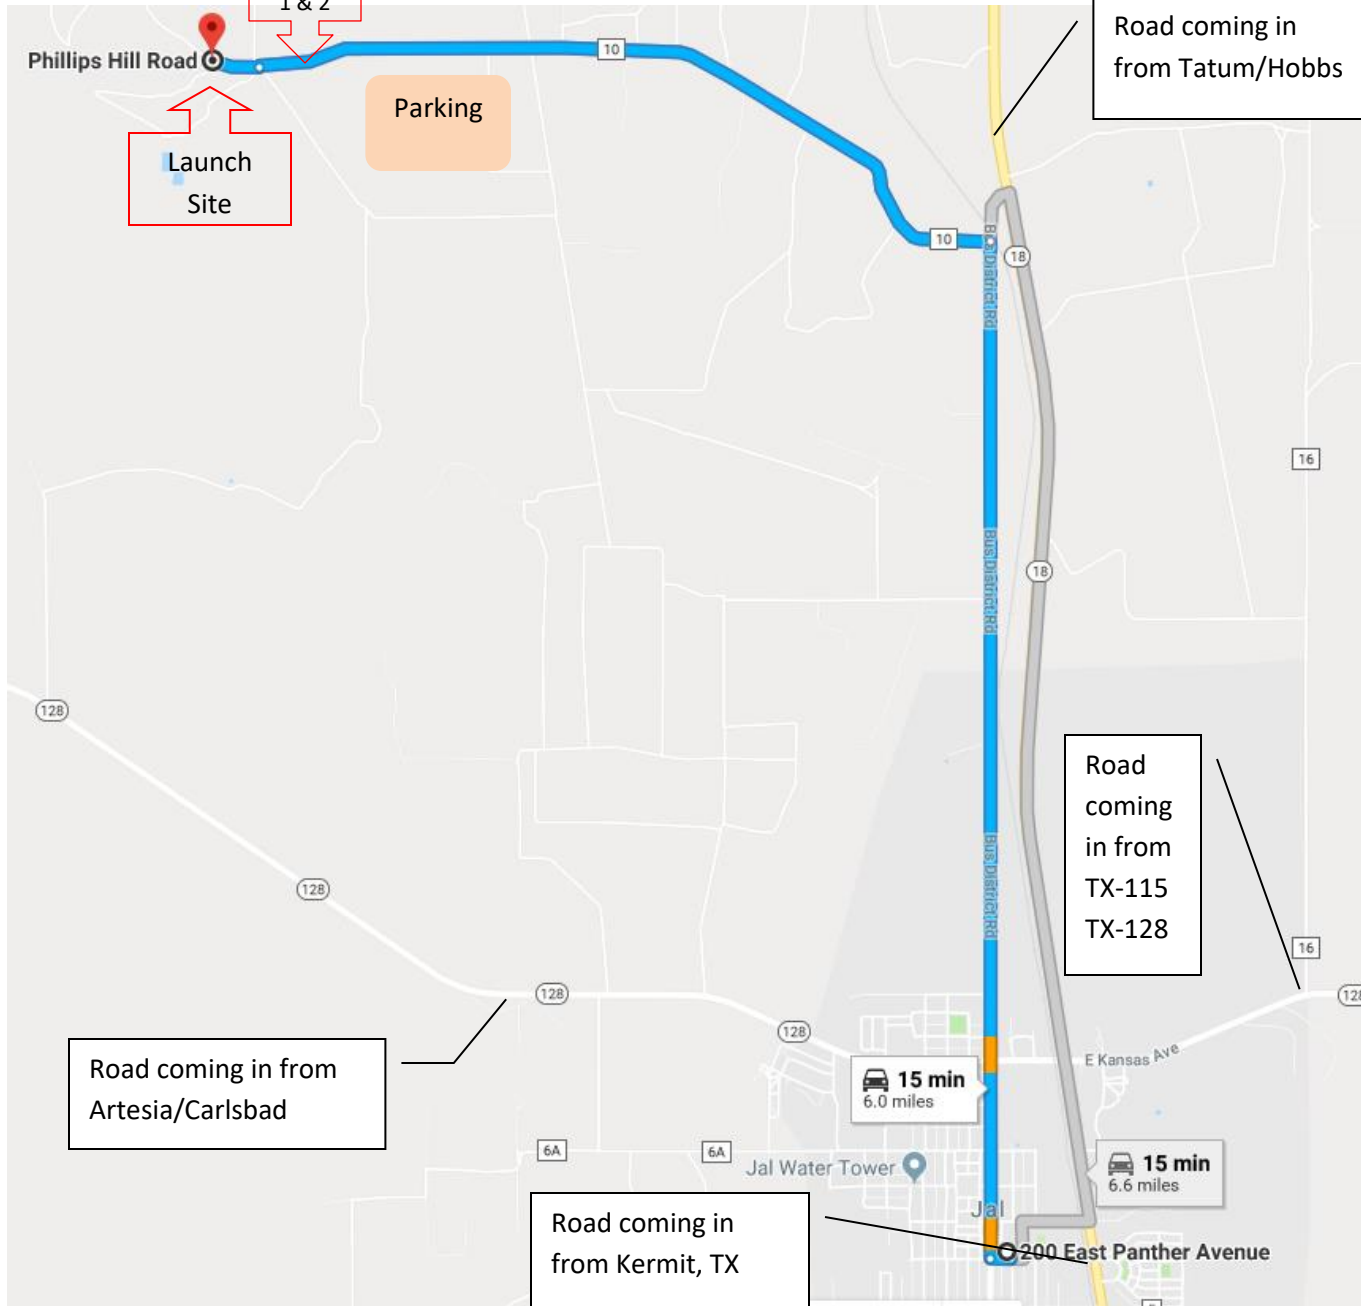 1 & 2
Road coming in
from Tatum/Hobbs
Phillips Hill Road
10
Parking
Launch
Site
10
18
Bus District Rd
16
Bus District Rd
18
128
Road
coming
in from
TX-115
TX-128
Bus District Rd
128
16
128
128
128
E Kansas Ave
Road coming in from
Artesia/Carlsbad
15 min
6.0 miles
6A
6A
Jal Water Tower
15 min
6.6 miles
Jal
Road coming in
from Kermit, TX
200 East Panther Avenue